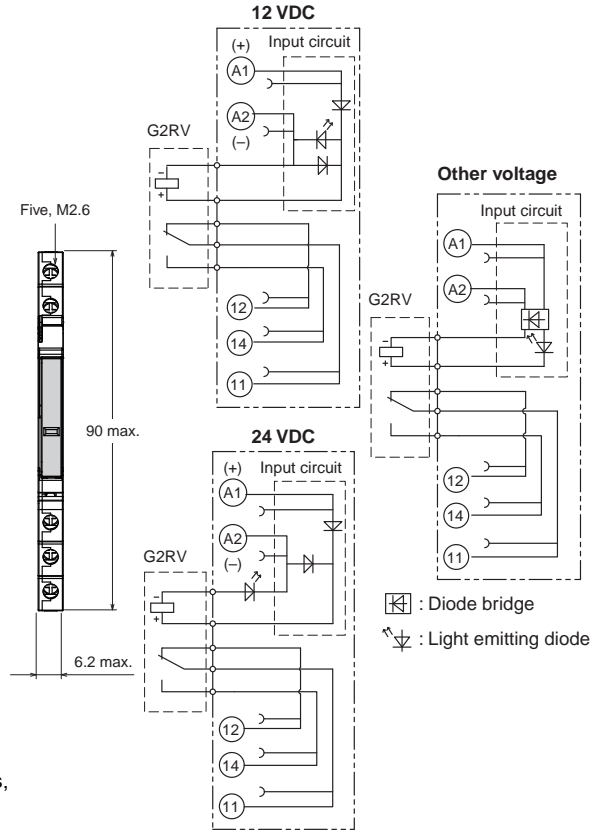 12 VDC
(+) Input circuit
A1
A2
(–)
G2RV
–
+
12
14
11
Five, M2.6
90 max.
6.2 max.
Other voltage
Input circuit
A1
A2
G2RV
–
+
12
14
11
24 VDC
(+) Input circuit
A1
A2
(–)
G2RV
–
+
12
14
11
: Diode bridge
: Light emitting diode
s,